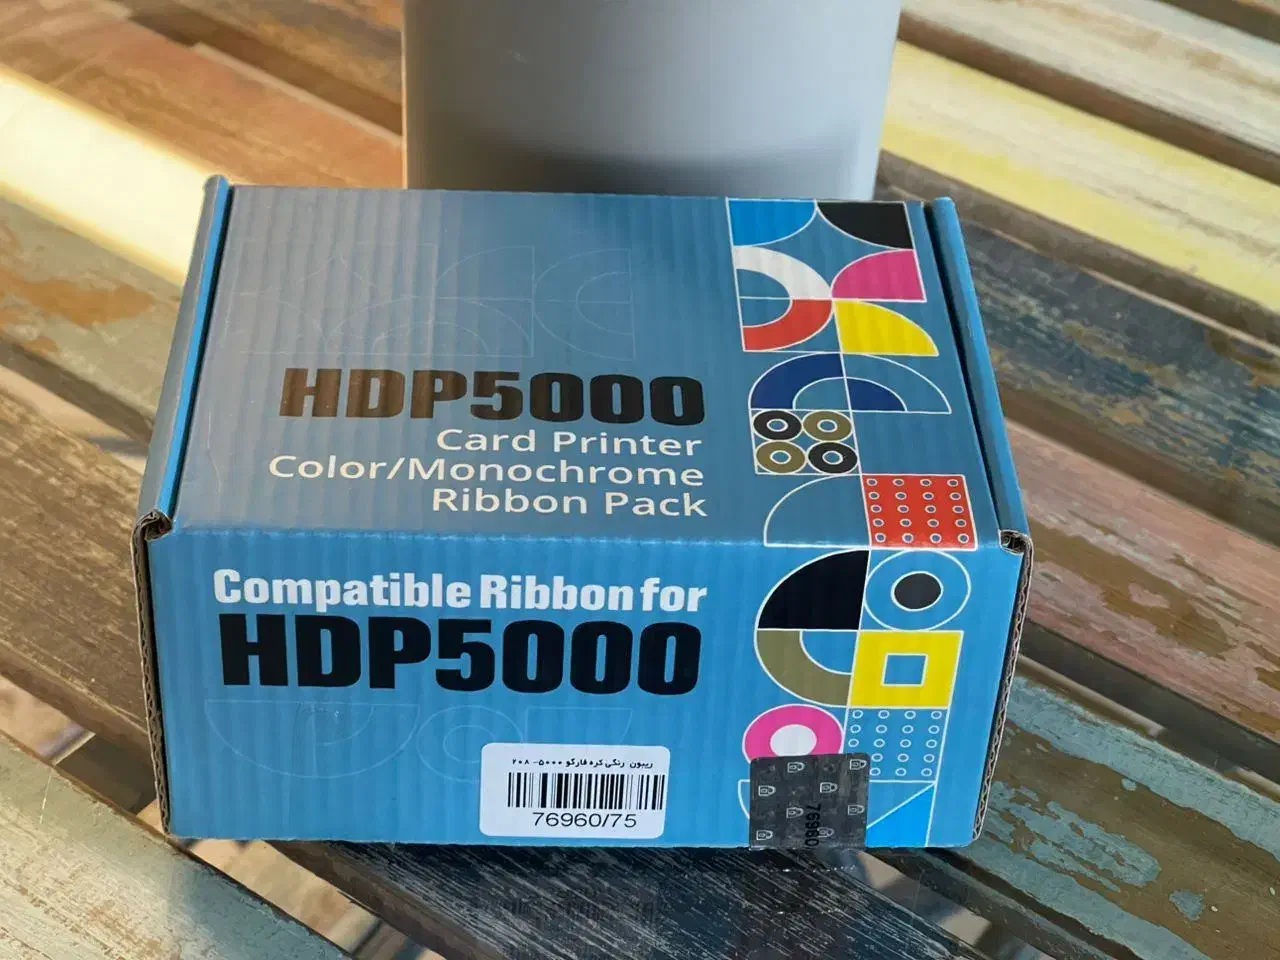 HDP5000
Card Printer
Color/Monochrome
Ribbon Pack
Compatible Ribbon for
HDP5000
ریبون رنگی کره فارگو ۵۰۰۰-۲۰۸
76960/75
76960